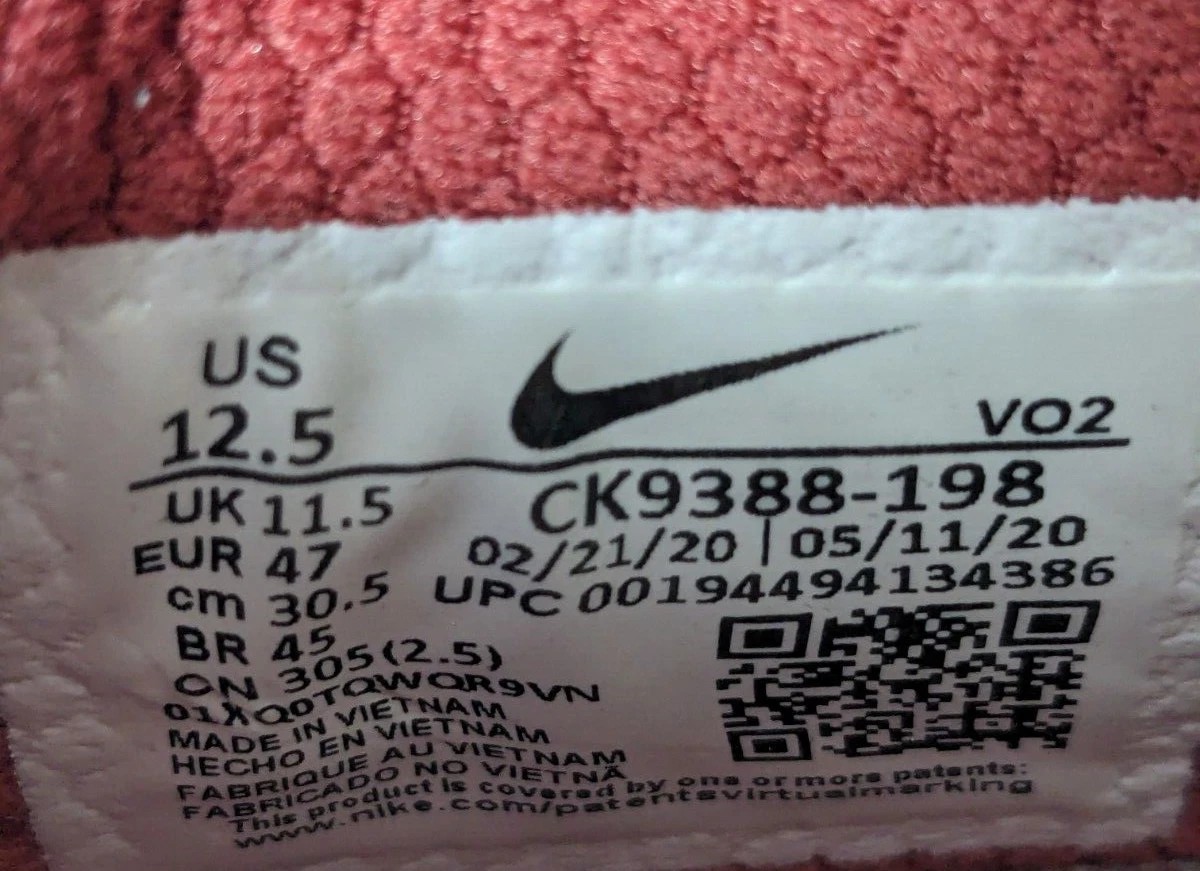 US
12.5
VO2
UK 11.5
CK9388-198
EUR 47
02/21/20 | 05/11/20
cm 30.5
UPC 00194494134386
BR 45
CN 305(2.5)
01XQ0TQWQR9VN
MADE IN VIETNAM
HECHO EN VIETNAM
FABRIQUE AU VIETNAM
FABRICADO NO VIETNÃ
This product is covered by one or more patents:
www.nike.com/patentsvirtualmarking